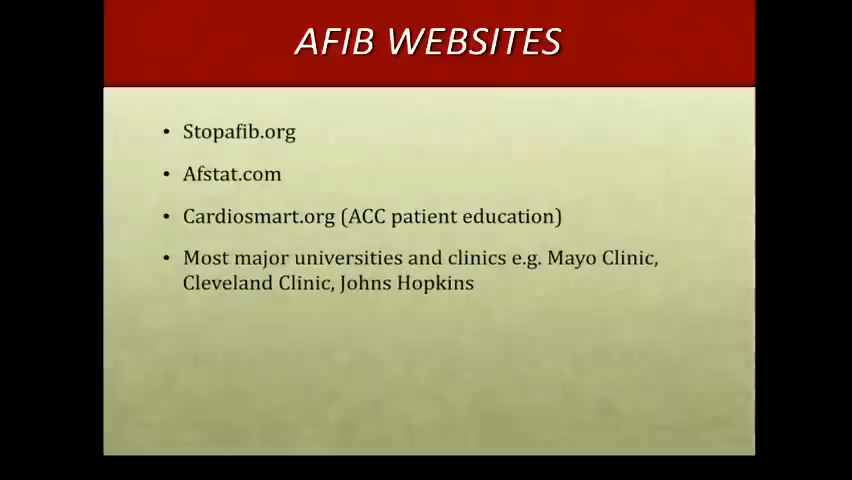 AFIB WEBSITES
• Stopafib.org
• Afstat.com
• Cardiosmart.org (ACC patient education)
• Most major universities and clinics e.g. Mayo Clinic,
Cleveland Clinic, Johns Hopkins